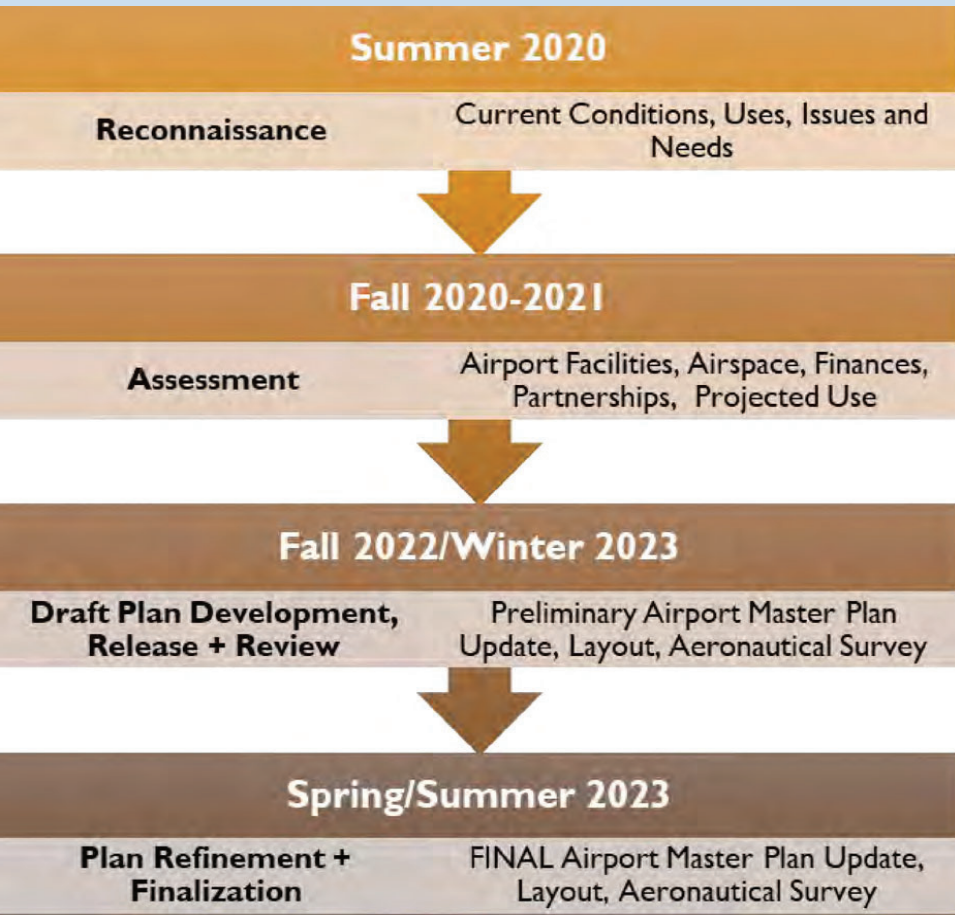 Summer 2020
Reconnaissance
Current Conditions, Uses, Issues and
Needs
Fall 2020-2021
Assessment
Airport Facilities, Airspace, Finances,
Partnerships, Projected Use
Fall 2022/Winter 2023
Draft Plan Development,
Release + Review
Preliminary Airport Master Plan
Update, Layout, Aeronautical Survey
Spring/Summer 2023
Plan Refinement +
Finalization
FINAL Airport Master Plan Update,
Layout, Aeronautical Survey